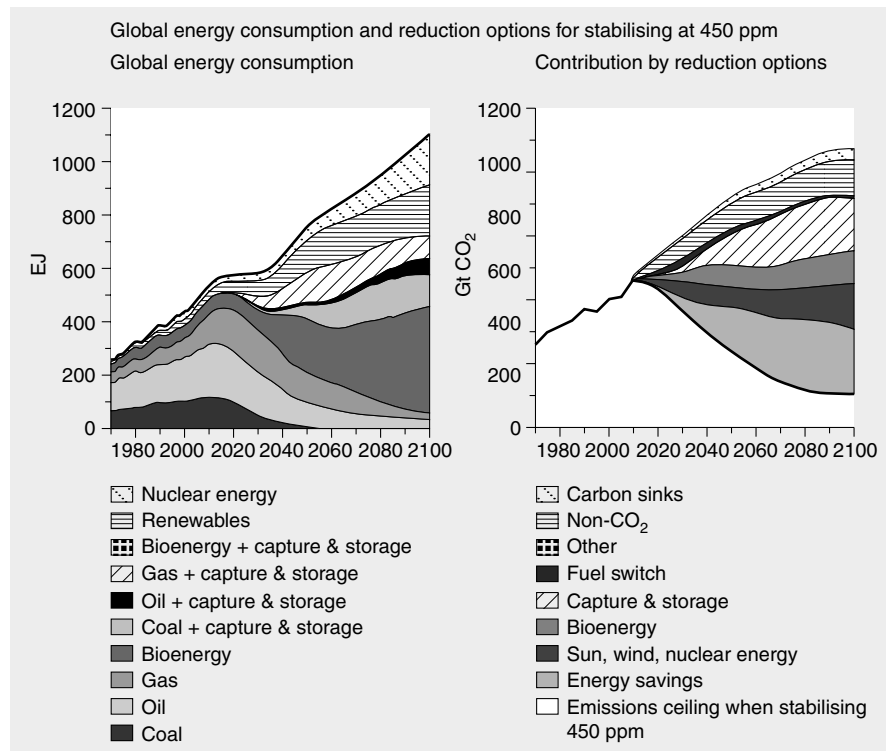 Global energy consumption and reduction options for stabilising at 450 ppm
Global energy consumption
1200
1000
800
600
400
200
0
EJ
1980 2000 2020 2040 2060 2080 2100
Nuclear energy
Renewables
Bioenergy + capture & storage
Gas + capture & storage
Oil + capture & storage
Coal + capture & storage
Bioenergy
Gas
Oil
Coal
Contribution by reduction options
1200
1000
800
600
400
200
0
Gt CO₂
1980 2000 2020 2040 2060 2080 2100
Carbon sinks
Non-CO₂
Other
Fuel switch
Capture & storage
Bioenergy
Sun, wind, nuclear energy
Energy savings
Emissions ceiling when stabilising
450 ppm